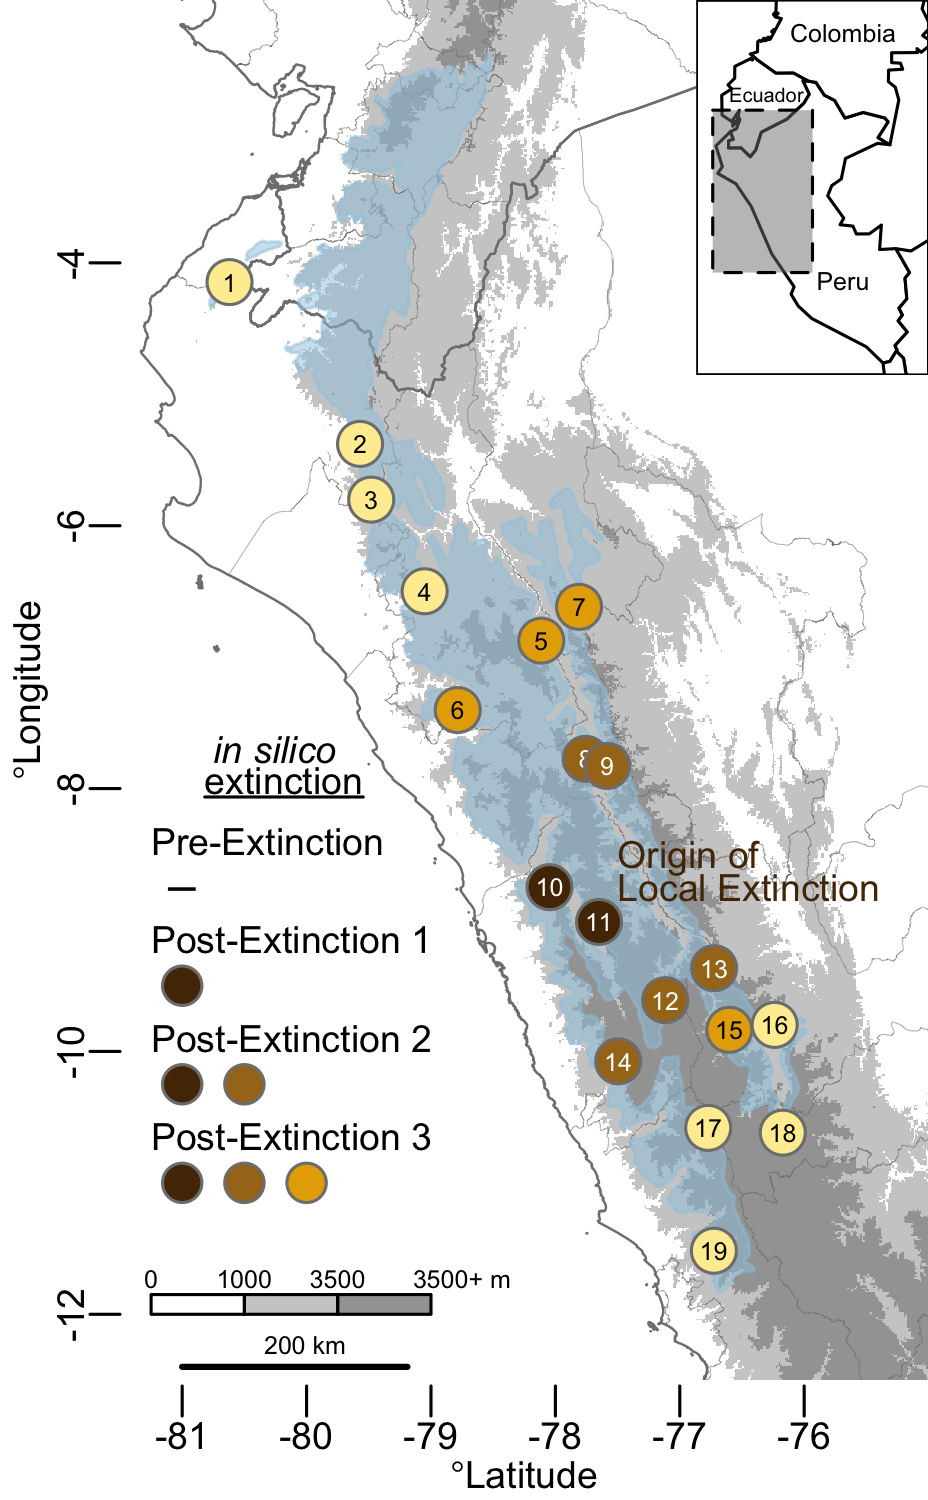 Colombia
Ecuador
Peru
-4
-6
-8
-10
-12
°Longitude
1
2
3
4
7
5
6
8
9
10
11
13
12
15
16
14
17
18
19
Origin of
Local Extinction
in silico
extinction
Pre-Extinction
–
Post-Extinction 1
Post-Extinction 2
Post-Extinction 3
0 1000 3500 3500+ m
200 km
-81 -80 -79 -78 -77 -76
°Latitude